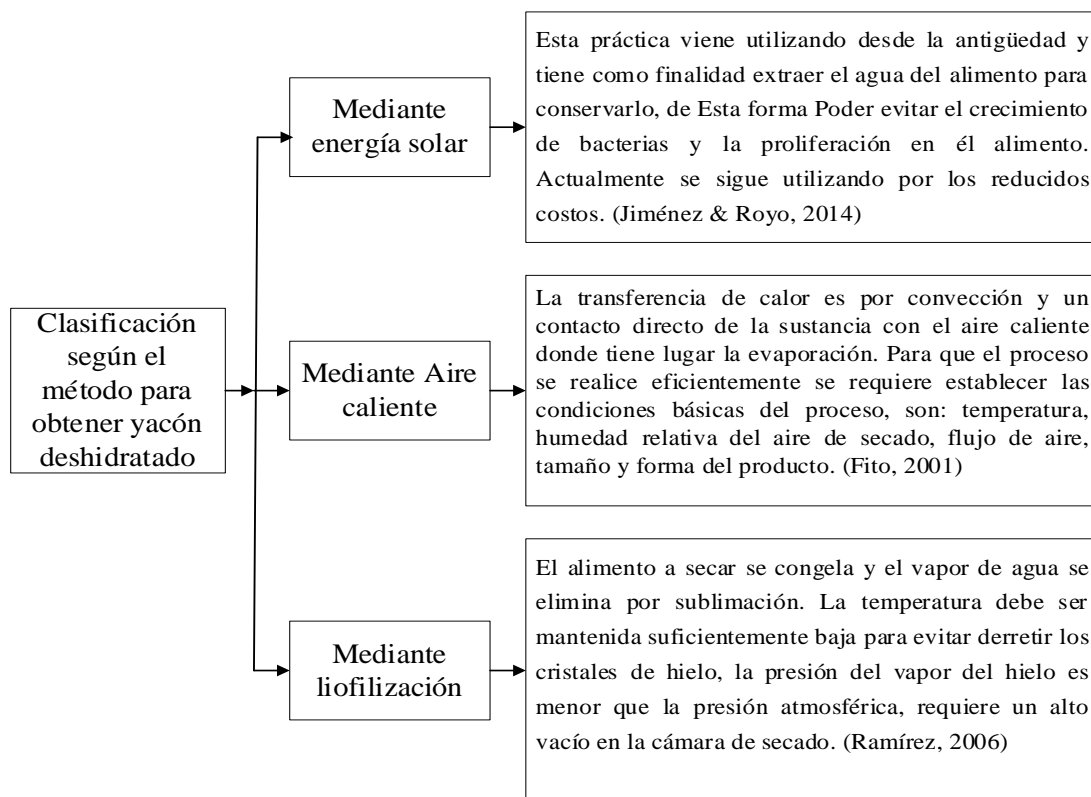 Clasificación
según el
método para
obtener yacón
deshidratado
Mediante
energía solar
Esta práctica viene utilizando desde la antigüedad y
tiene como finalidad extraer el agua del alimento para
conservarlo, de Esta forma Poder evitar el crecimiento
de bacterias y la proliferación en él alimento.
Actualmente se sigue utilizando por los reducidos
costos. (Jiménez & Royo, 2014)
Mediante Aire
caliente
La transferencia de calor es por convección y un
contacto directo de la sustancia con el aire caliente
donde tiene lugar la evaporación. Para que el proceso
se realice eficientemente se requiere establecer las
condiciones básicas del proceso, son: temperatura,
humedad relativa del aire de secado, flujo de aire,
tamaño y forma del producto. (Fito, 2001)
Mediante
liofilización
El alimento a secar se congela y el vapor de agua se
elimina por sublimación. La temperatura debe ser
mantenida suficientemente baja para evitar derretir los
cristales de hielo, la presión del vapor del hielo es
menor que la presión atmosférica, requiere un alto
vacío en la cámara de secado. (Ramírez, 2006)